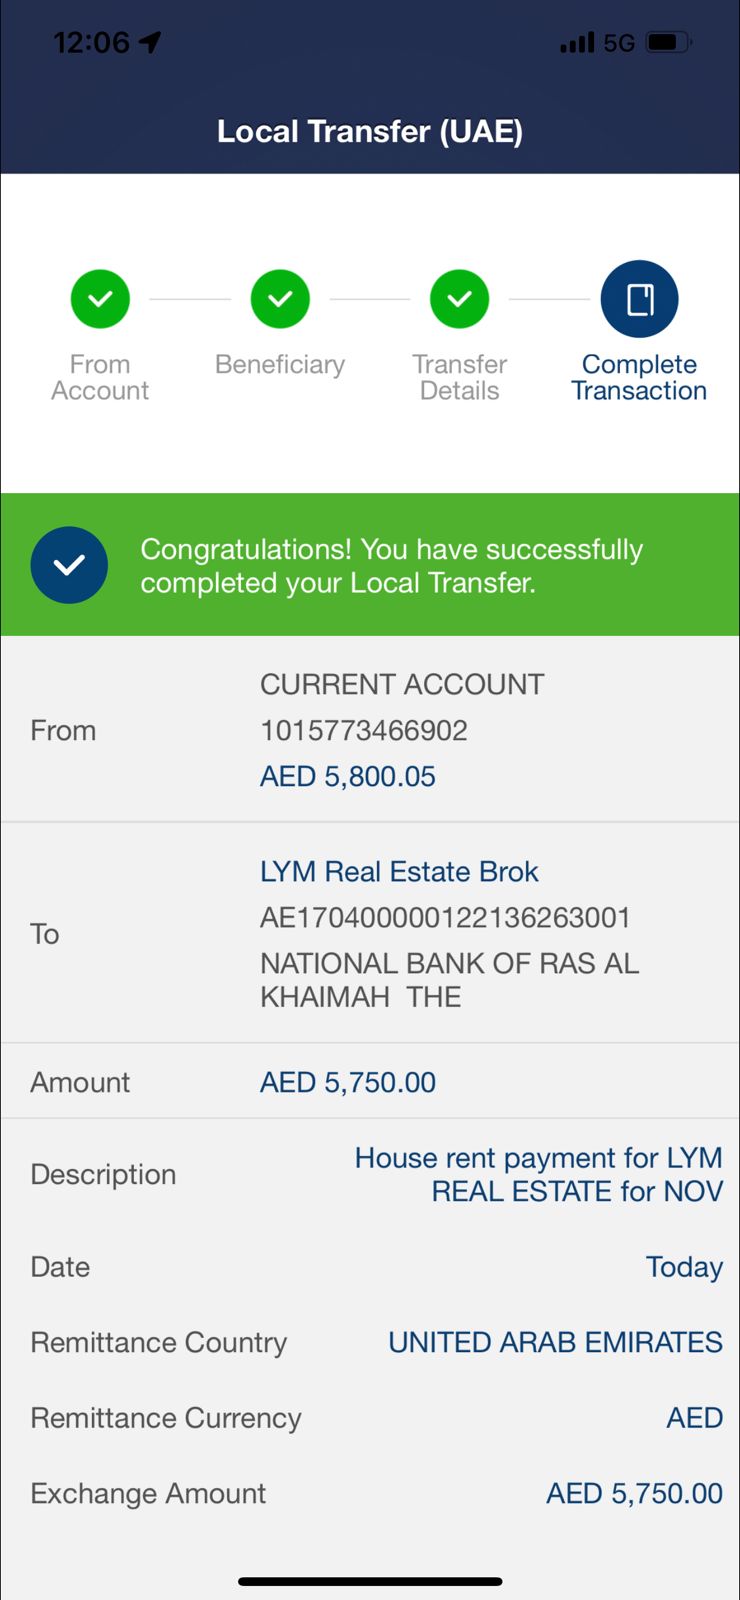 12:06
5G
Local Transfer (UAE)
From
Account
Beneficiary
Transfer
Details
Complete
Transaction
Congratulations! You have successfully
completed your Local Transfer.
From
CURRENT ACCOUNT
1015773466902
AED 5,800.05
To
LYM Real Estate Brok
AE170400000122136263001
NATIONAL BANK OF RAS AL
KHAIMAH  THE
Amount
AED 5,750.00
Description
House rent payment for LYM
REAL ESTATE for NOV
Date
Today
Remittance Country
UNITED ARAB EMIRATES
Remittance Currency
AED
Exchange Amount
AED 5,750.00